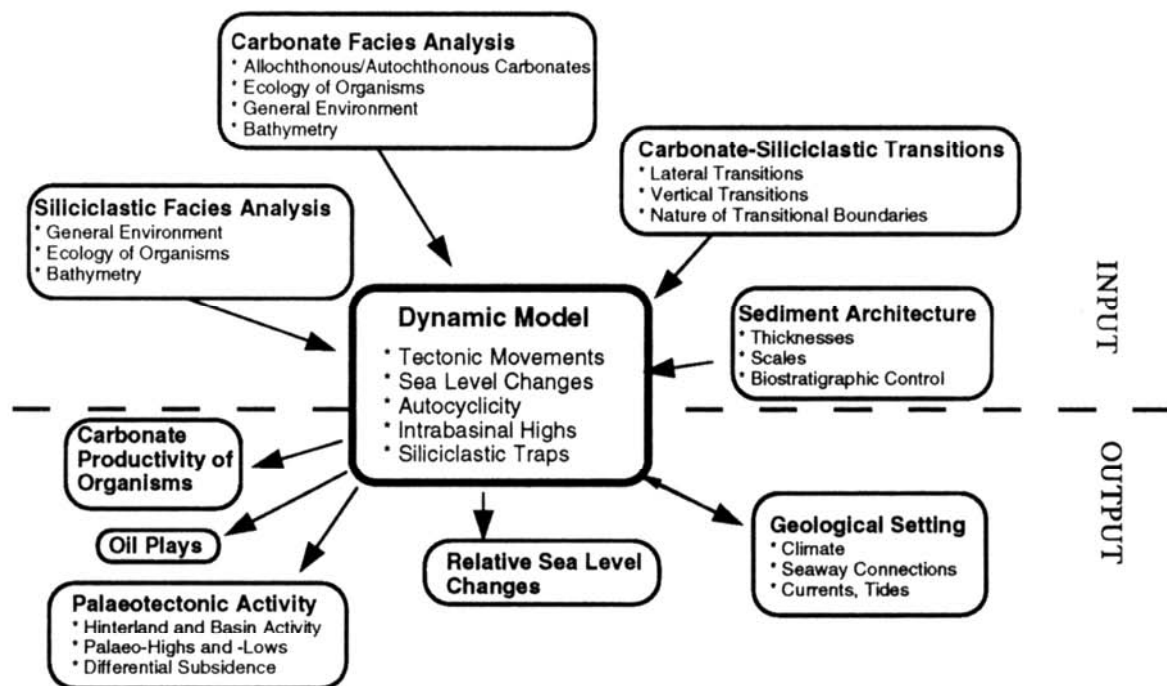 Carbonate Facies Analysis
* Allochthonous/Autochthonous Carbonates
* Ecology of Organisms
* General Environment
* Bathymetry
Carbonate-Siliciclastic Transitions
* Lateral Transitions
* Vertical Transitions
* Nature of Transitional Boundaries
Siliciclastic Facies Analysis
* General Environment
* Ecology of Organisms
* Bathymetry
Dynamic Model
* Tectonic Movements
* Sea Level Changes
* Autocyclicity
* Intrabasinal Highs
* Siliciclastic Traps
Sediment Architecture
* Thicknesses
* Scales
* Biostratigraphic Control
INPUT
OUTPUT
Carbonate
Productivity of
Organisms
Oil Plays
Palaeotectonic Activity
* Hinterland and Basin Activity
* Palaeo-Highs and -Lows
* Differential Subsidence
Relative Sea Level
Changes
Geological Setting
* Climate
* Seaway Connections
* Currents, Tides